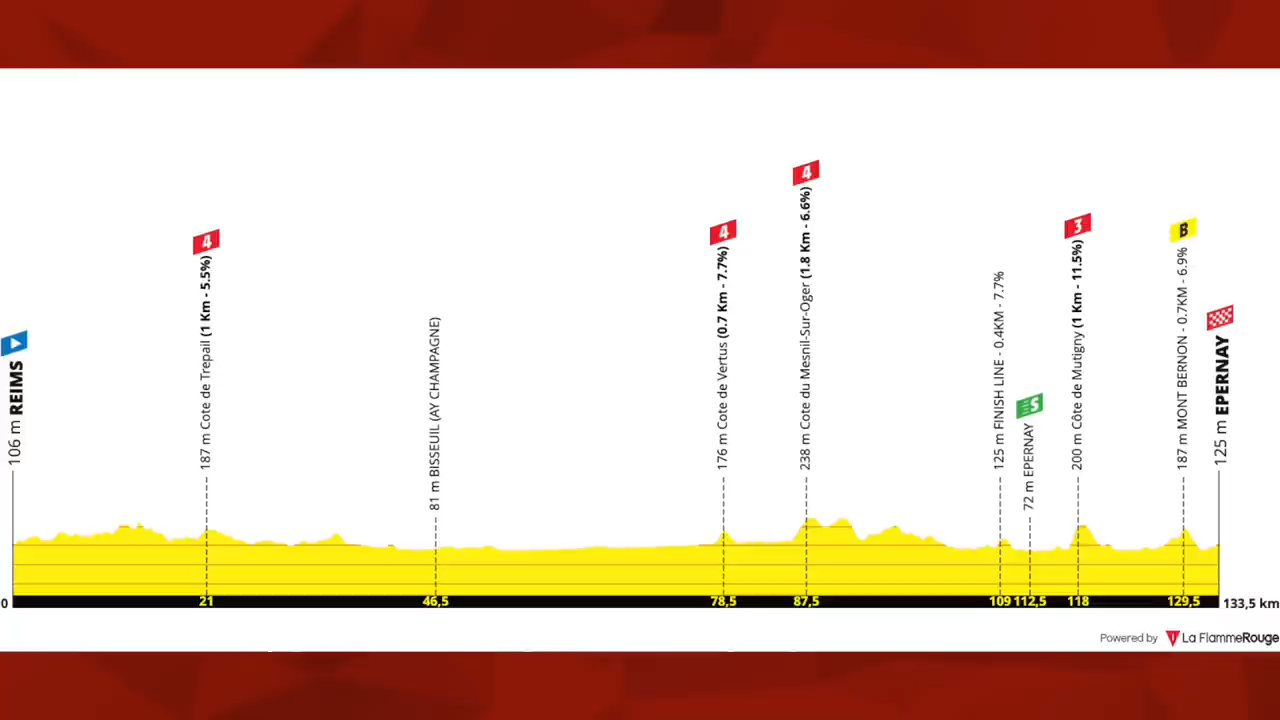 106 m REIMS
4
187 m Cote de Trepail (1 Km - 5.5%)
81 m BISSEUIL (AY CHAMPAGNE)
4
176 m Cote de Vertus (0.7 Km - 7.7%)
4
238 m Cote du Mesnil-Sur-Oger (1.8 Km - 6.6%)
125 m FINISH LINE - 0.4KM - 7.7%
S
72 m EPERNAY
3
200 m Côte de Mutigny (1 Km - 11.5%)
B
187 m MONT BERNON - 0.7KM - 6.9%
125 m EPERNAY
0 21 46,5 78,5 87,5 109 112,5 118 129,5 133,5 km
Powered by La FlammeRouge